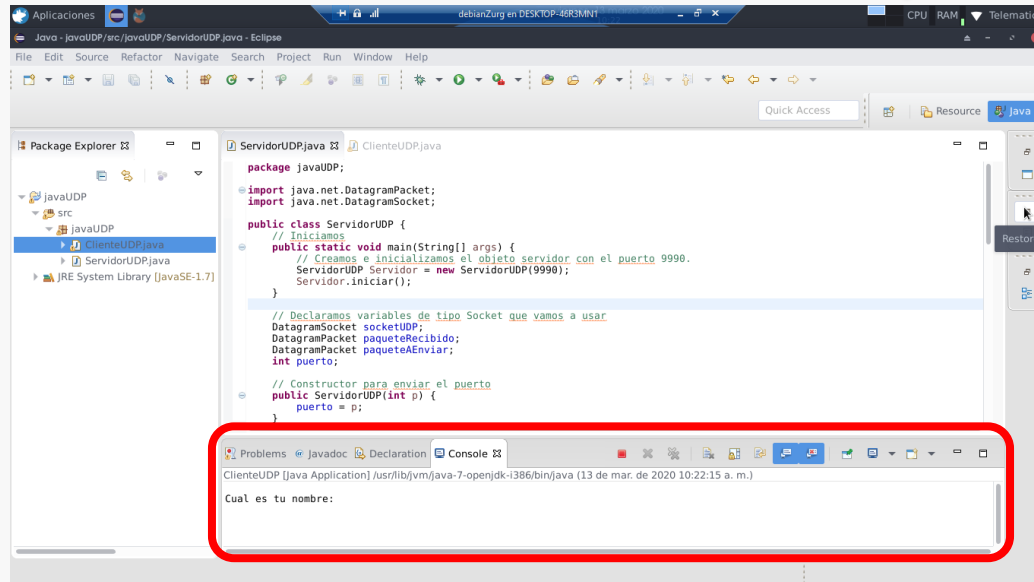 Aplicaciones
debianZurg en DESKTOP-46R3MN1
CPU RAM Telematic
Java - javaUDP/src/javaUDP/ServidorUDP.java - Eclipse
File Edit Source Refactor Navigate Search Project Run Window Help
Quick Access
Resource
Java
Package Explorer
ServidorUDP.java
ClienteUDP.java
javaUDP
src
javaUDP
ClienteUDP.java
ServidorUDP.java
JRE System Library [JavaSE-1.7]
package javaUDP;
import java.net.DatagramPacket;
import java.net.DatagramSocket;
public class ServidorUDP {
// Iniciamos
public static void main(String[] args) {
// Creamos e inicializamos el objeto servidor con el puerto 9990.
ServidorUDP Servidor = new ServidorUDP(9990);
Servidor.iniciar();
}
// Declaramos variables de tipo Socket que vamos a usar
DatagramSocket socketUDP;
DatagramPacket paqueteRecibido;
DatagramPacket paqueteAEnviar;
int puerto;
// Constructor para enviar el puerto
public ServidorUDP(int p) {
puerto = p;
}
Restor
Problems @ Javadoc Declaration Console
ClienteUDP [Java Application] /usr/lib/jvm/java-7-openjdk-i386/bin/java (13 de mar. de 2020 10:22:15 a. m.)
Cual es tu nombre: